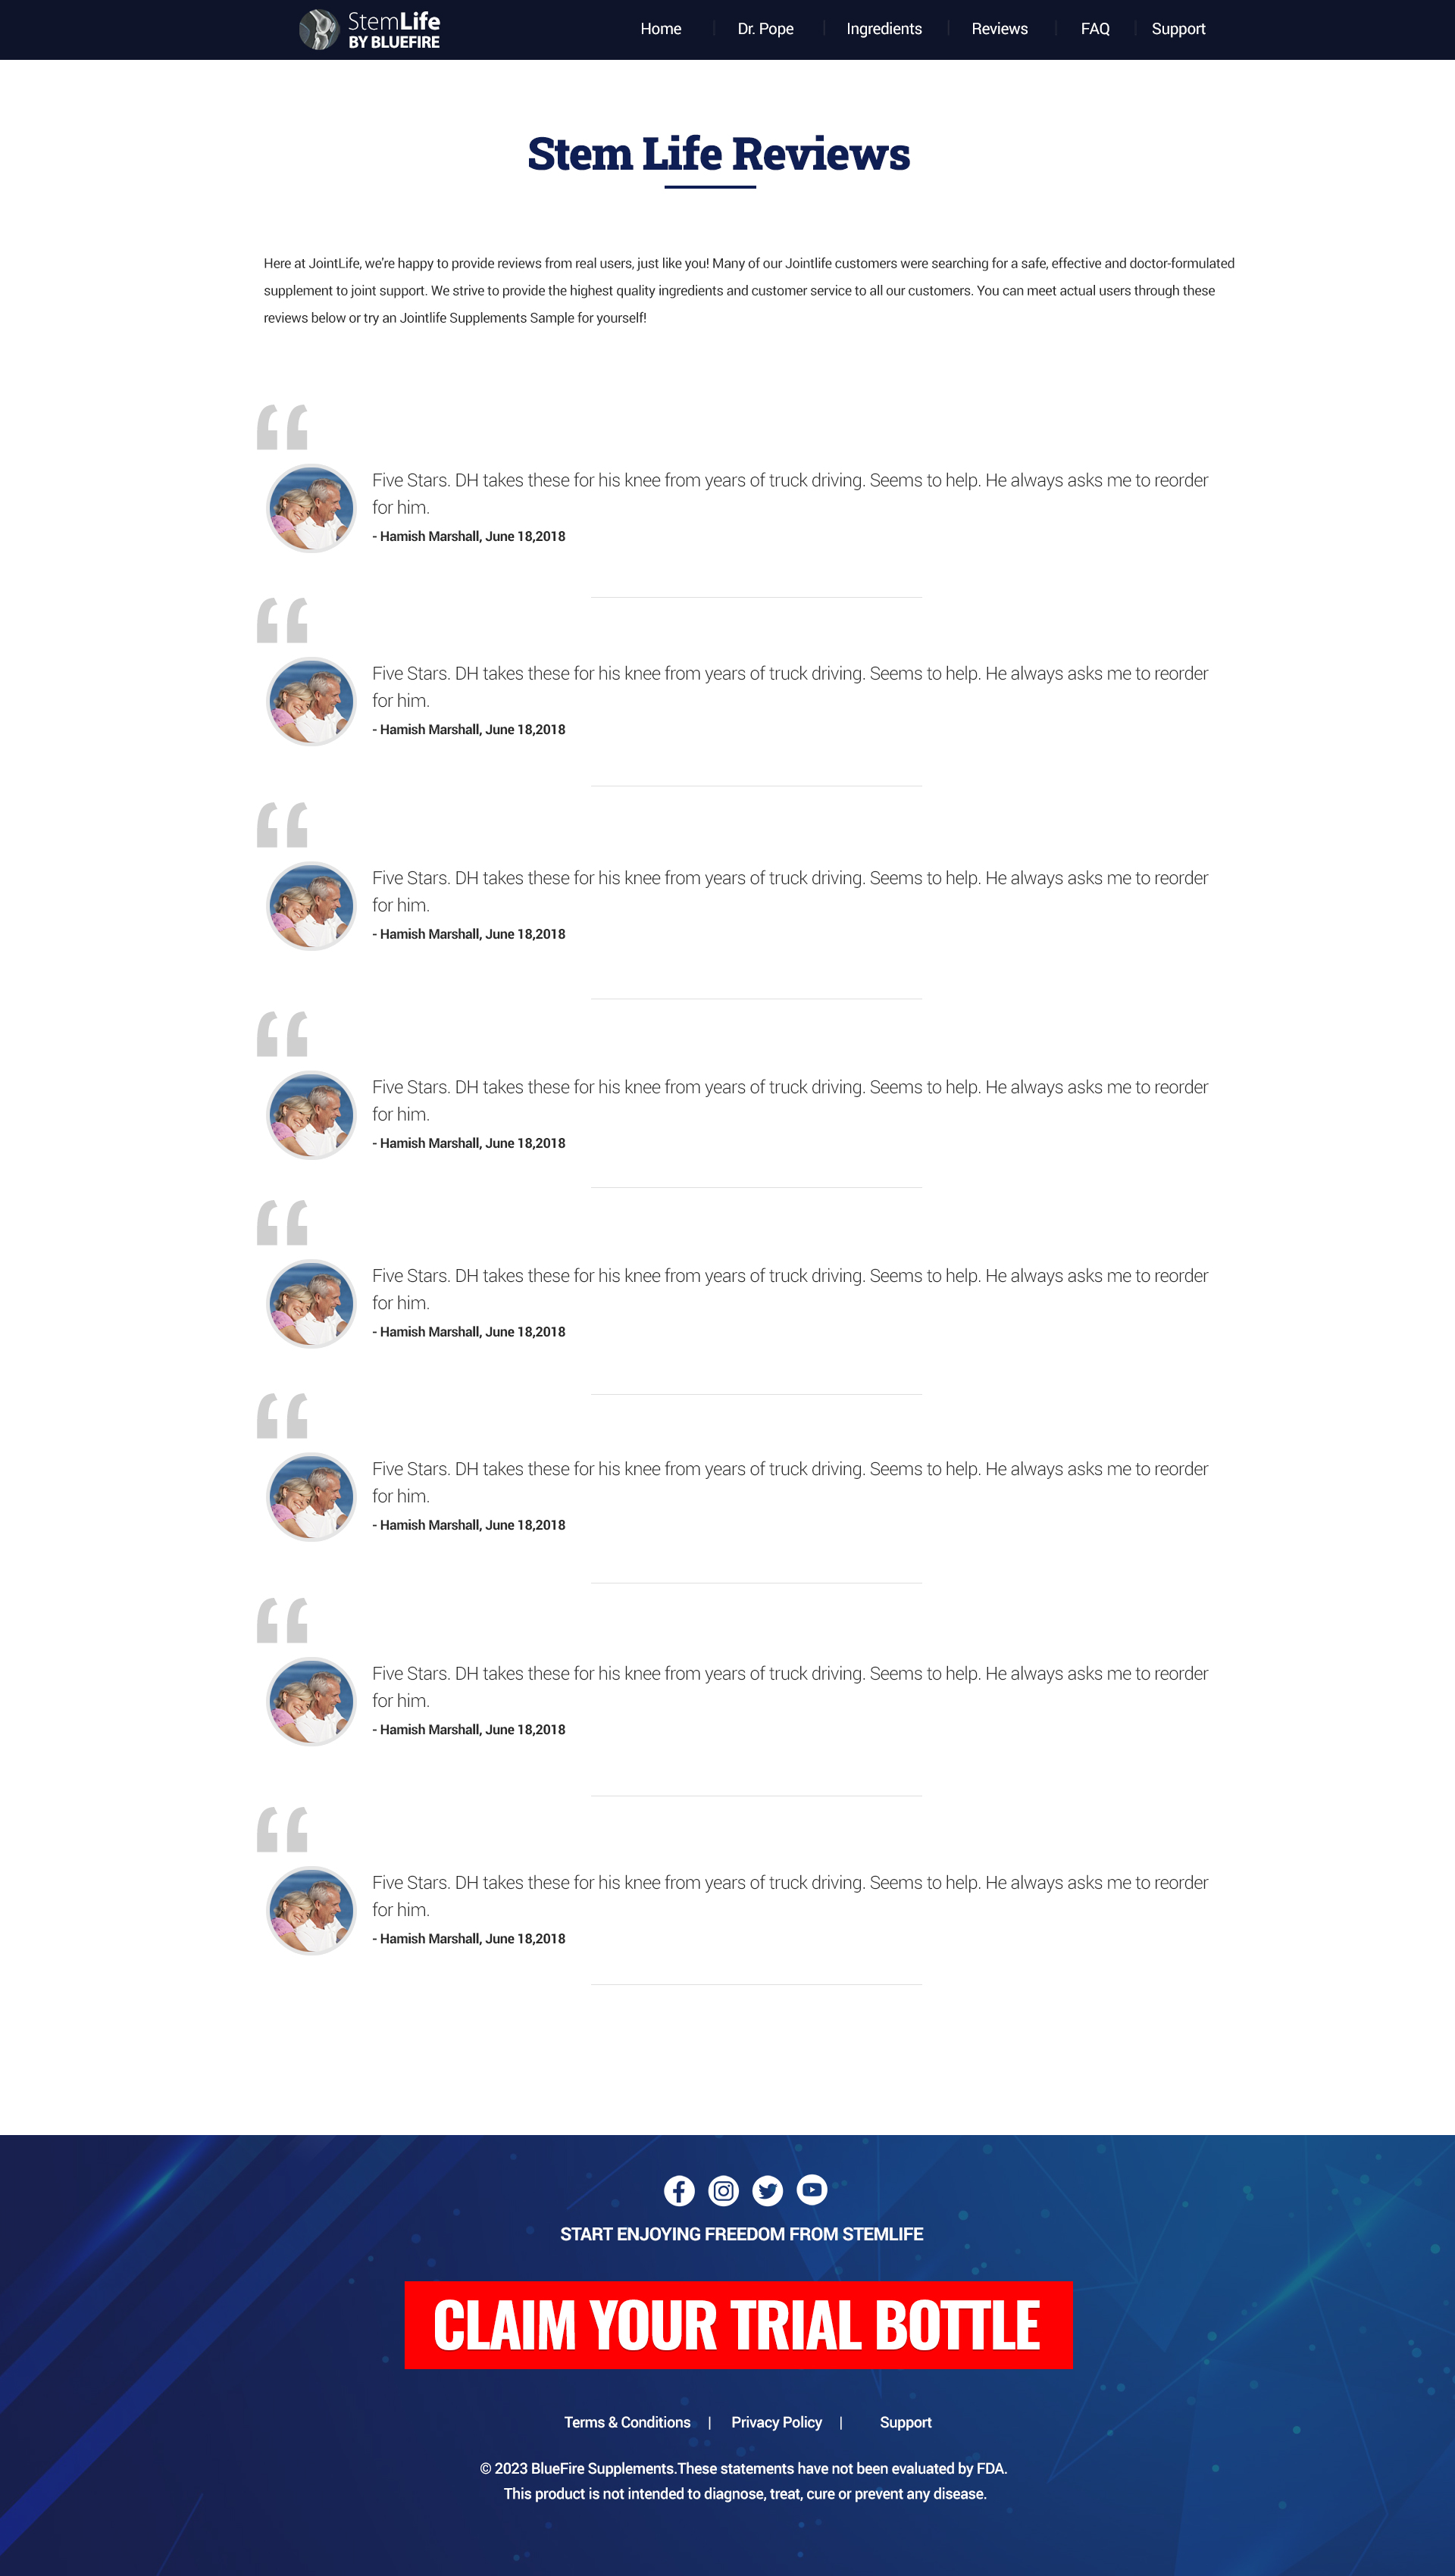 StemLife
BY BLUEFIRE
Home
Dr. Pope
Ingredients
Reviews
FAQ
Support
Stem Life Reviews
Here at JointLife, we're happy to provide reviews from real users, just like you! Many of our Jointlife customers were searching for a safe, effective and doctor-formulated
supplement to joint support. We strive to provide the highest quality ingredients and customer service to all our customers. You can meet actual users through these
reviews below or try an Jointlife Supplements Sample for yourself!
“
Five Stars. DH takes these for his knee from years of truck driving. Seems to help. He always asks me to reorder
for him.
- Hamish Marshall, June 18,2018
“
Five Stars. DH takes these for his knee from years of truck driving. Seems to help. He always asks me to reorder
for him.
- Hamish Marshall, June 18,2018
“
Five Stars. DH takes these for his knee from years of truck driving. Seems to help. He always asks me to reorder
for him.
- Hamish Marshall, June 18,2018
“
Five Stars. DH takes these for his knee from years of truck driving. Seems to help. He always asks me to reorder
for him.
- Hamish Marshall, June 18,2018
“
Five Stars. DH takes these for his knee from years of truck driving. Seems to help. He always asks me to reorder
for him.
- Hamish Marshall, June 18,2018
“
Five Stars. DH takes these for his knee from years of truck driving. Seems to help. He always asks me to reorder
for him.
- Hamish Marshall, June 18,2018
“
Five Stars. DH takes these for his knee from years of truck driving. Seems to help. He always asks me to reorder
for him.
- Hamish Marshall, June 18,2018
“
Five Stars. DH takes these for his knee from years of truck driving. Seems to help. He always asks me to reorder
for him.
- Hamish Marshall, June 18,2018
START ENJOYING FREEDOM FROM STEMLIFE
CLAIM YOUR TRIAL BOTTLE
Terms & Conditions | Privacy Policy | Support
© 2023 BlueFire Supplements.These statements have not been evaluated by FDA.
This product is not intended to diagnose, treat, cure or prevent any disease.